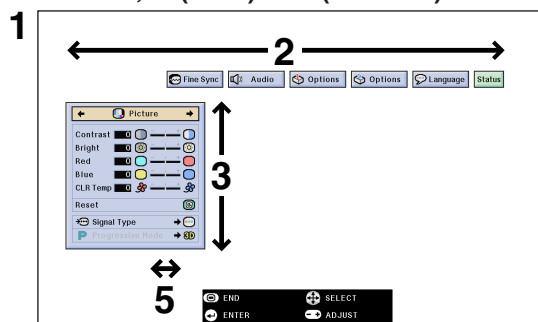 1
2
Fine Sync Audio Options Options Language Status
Picture
Contrast 0
Bright 0
Red 0
Blue 0
CLR Temp 0
3
Reset
Signal Type
P Progressive Mode 3D
5
END SELECT
ENTER ADJUST